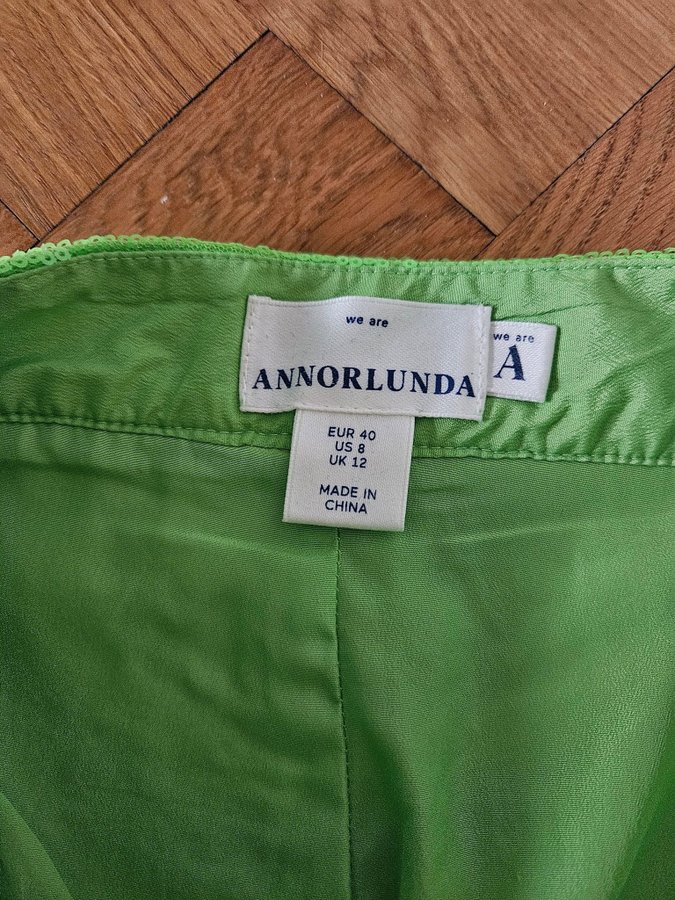 we are
ANNORLUNDA
we are
A
EUR 40
US 8
UK 12
MADE IN
CHINA